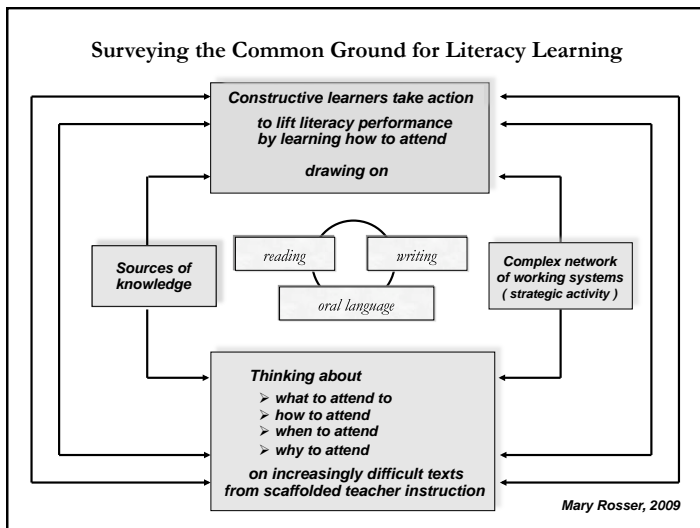 Surveying the Common Ground for Literacy Learning
Constructive learners take action
to lift literacy performance
by learning how to attend
drawing on
Sources of
knowledge
reading
writing
oral language
Complex network
of working systems
( strategic activity )
Thinking about
➢ what to attend to
➢ how to attend
➢ when to attend
➢ why to attend
on increasingly difficult texts
from scaffolded teacher instruction
Mary Rosser, 2009